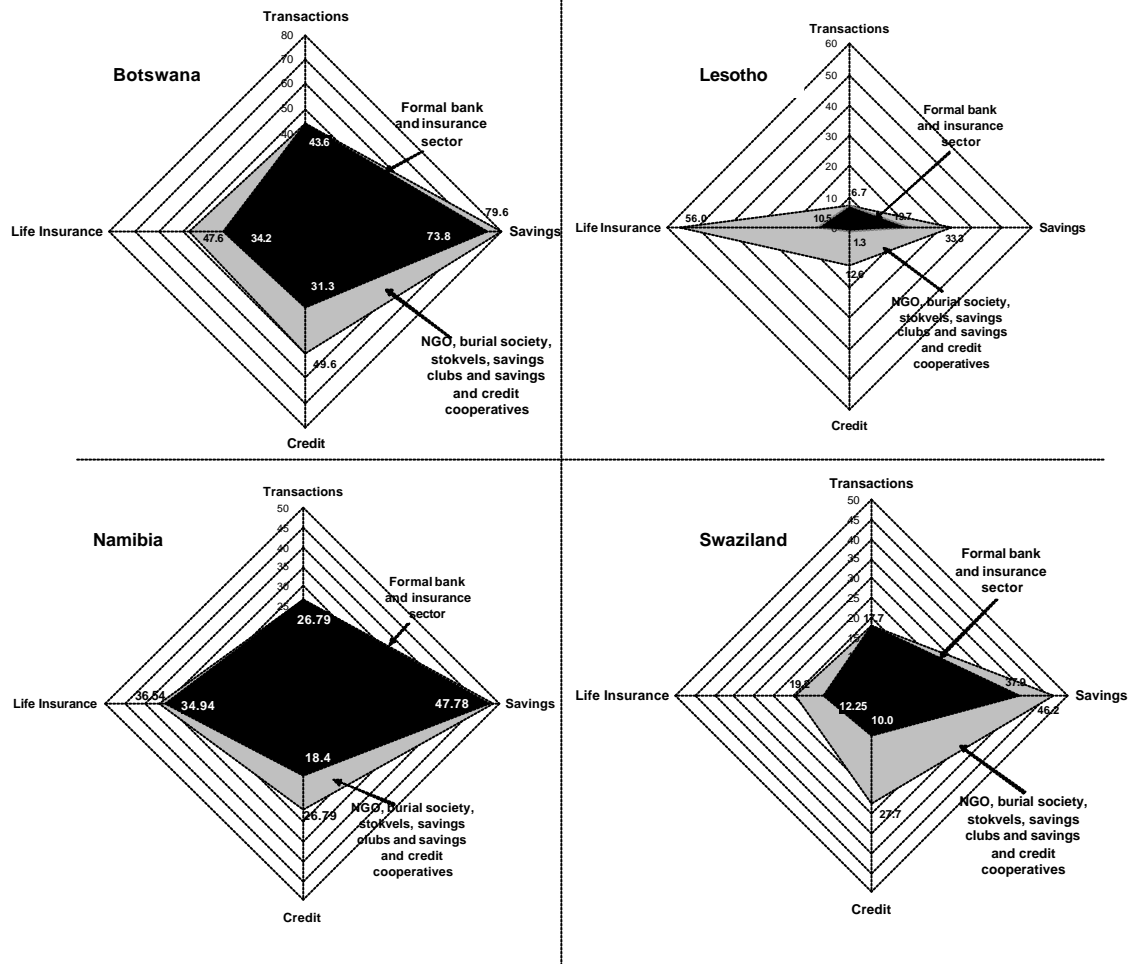 Transactions
80
70
60
50
40
Botswana
Formal bank
and insurance
sector
43.6
79.6
Life Insurance
47.6
34.2
73.8
Savings
31.3
49.6
NGO, burial society,
stokvels, savings
clubs and savings
and credit
cooperatives
Credit
Transactions
60
50
40
30
20
10
0
Lesotho
Formal bank
and insurance
sector
6.7
56.0
10.5
19.7
Life Insurance
Savings
33.3
1.3
12.6
NGO, burial society,
stokvels, savings
clubs and savings
and credit
cooperatives
Credit
Transactions
50
45
40
35
30
25
Namibia
Formal bank
and insurance
sector
26.79
36.54
Life Insurance
34.94
47.78
Savings
18.4
26.79
NGO, burial society,
stokvels, savings
clubs and savings
and credit
cooperatives
Credit
Transactions
50
45
40
35
30
25
20
15
Swaziland
Formal bank
and insurance
sector
17.7
19.2
37.9
Life Insurance
Savings
12.25
46.2
10.0
27.7
NGO, burial society,
stokvels, savings
clubs and savings
and credit
cooperatives
Credit